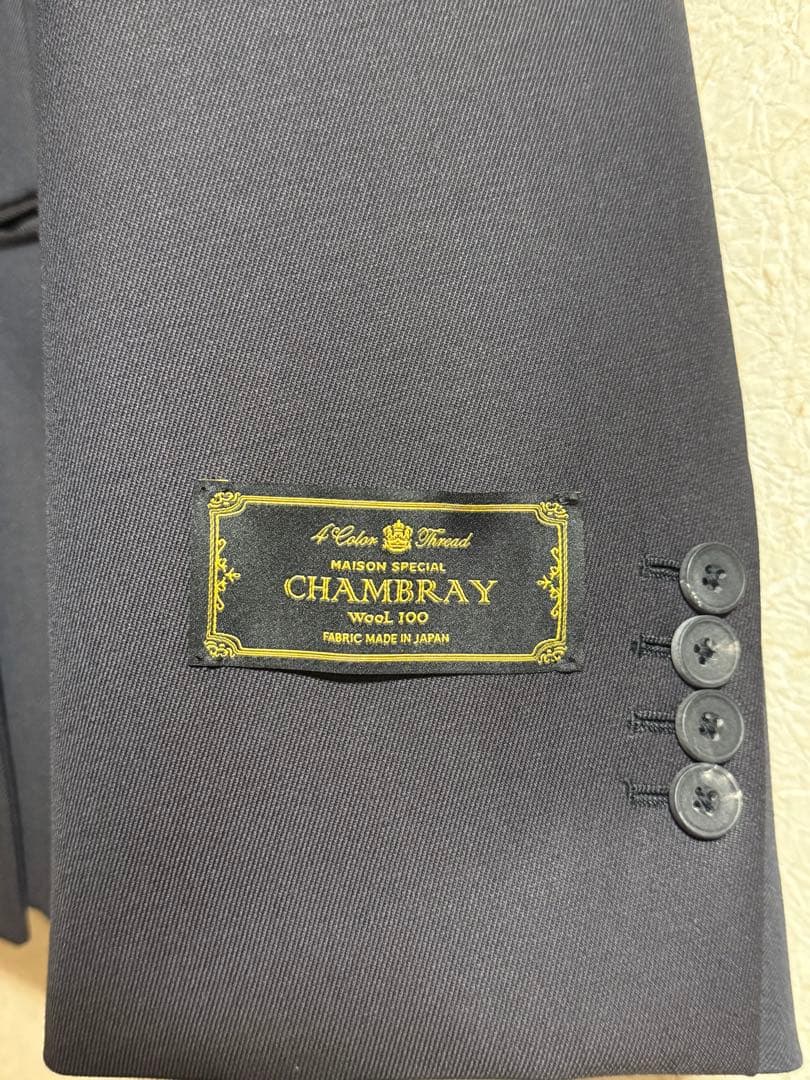 4 Color Thread
MAISON SPECIAL
CHAMBRAY
WOOL 100
FABRIC MADE IN JAPAN